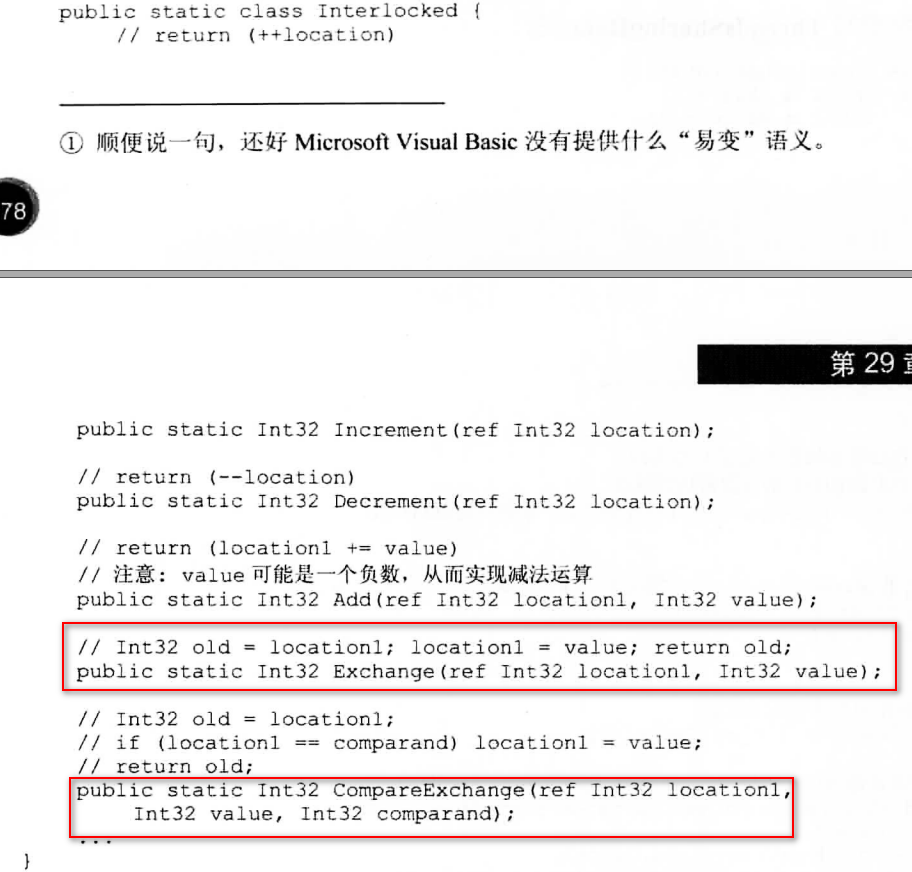 public static class Interlocked {
// return (++location)
① 顺便说一句，还好 Microsoft Visual Basic 没有提供什么“易变”语义。
78
第 29
public static Int32 Increment(ref Int32 location);
// return (--location)
public static Int32 Decrement(ref Int32 location);
// return (location1 += value)
// 注意: value 可能是一个负数，从而实现减法运算
public static Int32 Add(ref Int32 location1, Int32 value);
// Int32 old = location1; location1 = value; return old;
public static Int32 Exchange(ref Int32 location1, Int32 value);
// Int32 old = location1;
// if (location1 == comparand) location1 = value;
// return old;
public static Int32 CompareExchange(ref Int32 location1,
Int32 value, Int32 comparand);
...
}